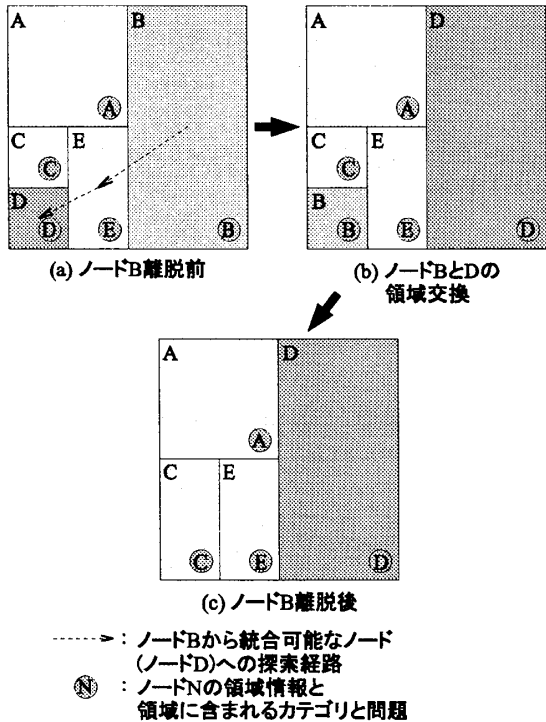 A B
A
C E
C
D
D E B
(a) ノードB離脱前
A D
A
C E
C
B
B E D
(b) ノードBとDの
領域交換
A D
A
C E
C E D
(c) ノードB離脱後
: ノードBから統合可能なノード
(ノードD)への探索経路
N : ノードNの領域情報と
領域に含まれるカテゴリと問題